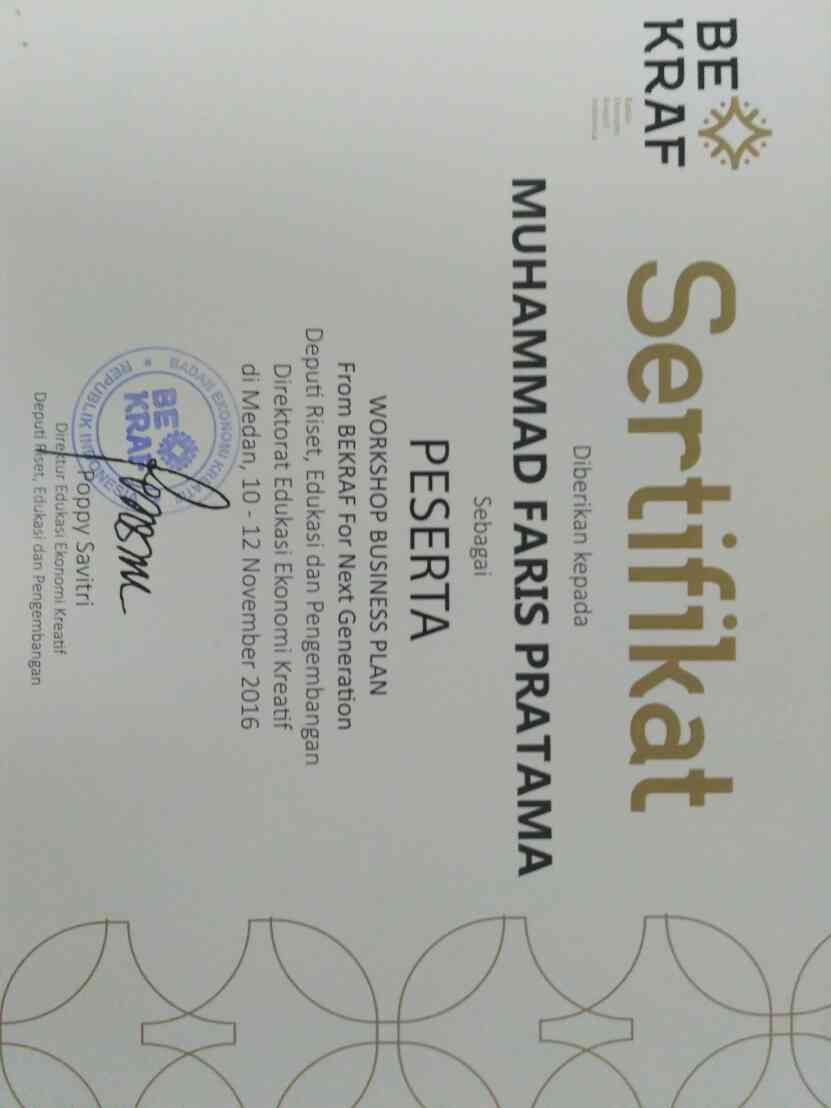 BE
KRAF
Badan
Ekonomi
Kreatif
Indonesia
Sertifikat
Diberikan kepada
MUHAMMAD FARIS PRATAMA
Sebagai
PESERTA
WORKSHOP BUSINESS PLAN
From BEKRAF For Next Generation
Deputi Riset, Edukasi dan Pengembangan
Direktorat Edukasi Ekonomi Kreatif
di Medan, 10 - 12 November 2016
BADAN EKONOMI KREATIF
BE
KRAF
REPUBLIK INDONESIA
Poppy Savitri
Direktur Edukasi Ekonomi Kreatif
Deputi Riset, Edukasi dan Pengembangan